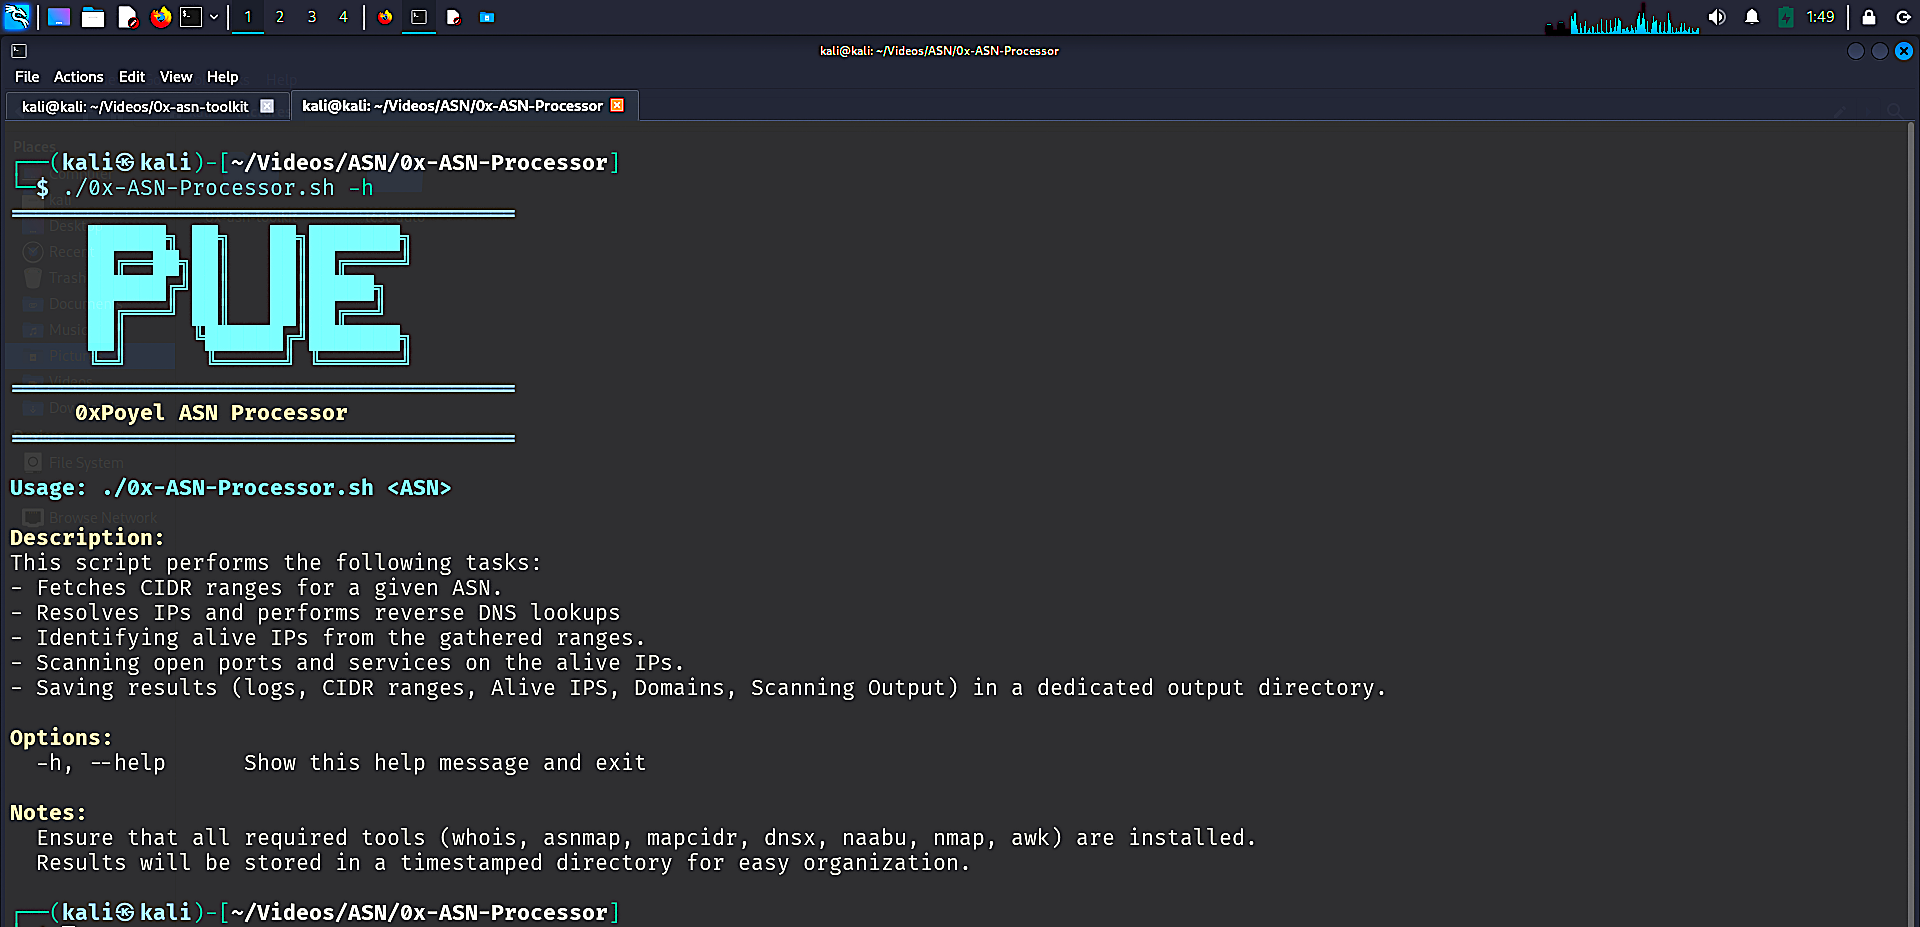 1 2 3 4 1:49
kali@kali: ~/Videos/ASN/0x-ASN-Processor
File Actions Edit View Help
kali@kali: ~/Videos/0x-asn-toolkit kali@kali: ~/Videos/ASN/0x-ASN-Processor
(kali㉿kali)-[~/Videos/ASN/0x-ASN-Processor]
$ ./0x-ASN-Processor.sh -h
PUE
0xPoyel ASN Processor
File System
Usage: ./0x-ASN-Processor.sh <ASN>
Browse Network
Description:
This script performs the following tasks:
- Fetches CIDR ranges for a given ASN.
- Resolves IPs and performs reverse DNS lookups
- Identifying alive IPs from the gathered ranges.
- Scanning open ports and services on the alive IPs.
- Saving results (logs, CIDR ranges, Alive IPS, Domains, Scanning Output) in a dedicated output directory.
Options:
-h, --help Show this help message and exit
Notes:
Ensure that all required tools (whois, asnmap, mapcidr, dnsx, naabu, nmap, awk) are installed.
Results will be stored in a timestamped directory for easy organization.
(kali㉿kali)-[~/Videos/ASN/0x-ASN-Processor]